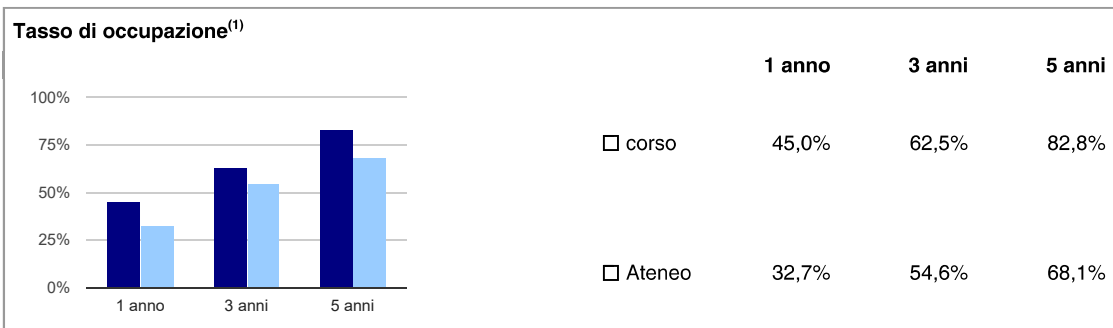 Tasso di occupazione(1)
1 anno 3 anni 5 anni
100%
75%
50%
25%
0%
1 anno 3 anni 5 anni
corso 45,0% 62,5% 82,8%
Ateneo 32,7% 54,6% 68,1%